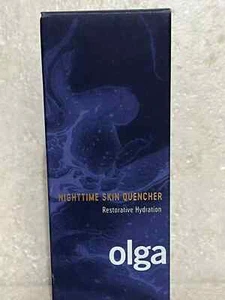 NIGHTTIME SKIN QUENCHER
Restorative Hydration
olga